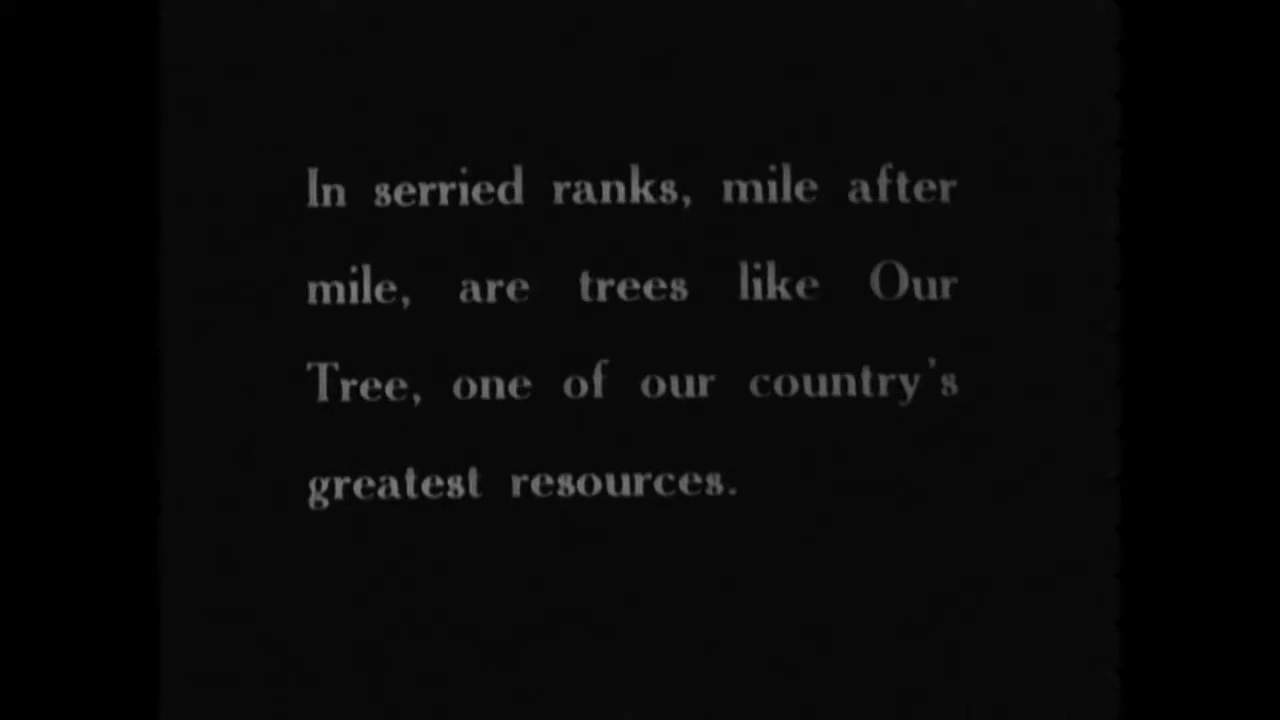 In serried ranks, mile after
mile, are trees like Our
Tree, one of our country's
greatest resources.